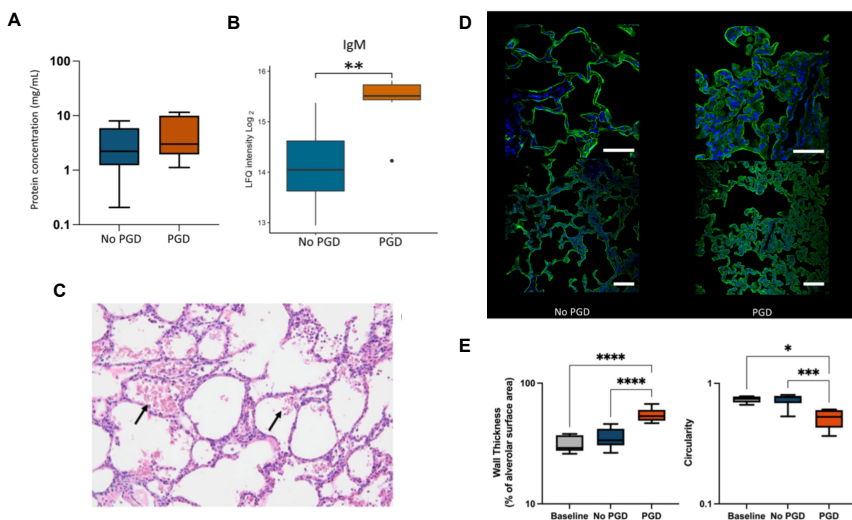 A
Protein concentration (mg/mL)
100
10
1
0.1
No PGD
PGD
B
IgM
**
LFQ intensity Log 2
16
15
14
13
No PGD
PGD
C
D
No PGD
PGD
E
****
****
Wall Thickness
(% of alverolar surface area)
100
10
Baseline
No PGD
PGD
*
***
Circularity
1
0.1
Baseline
No PGD
PGD